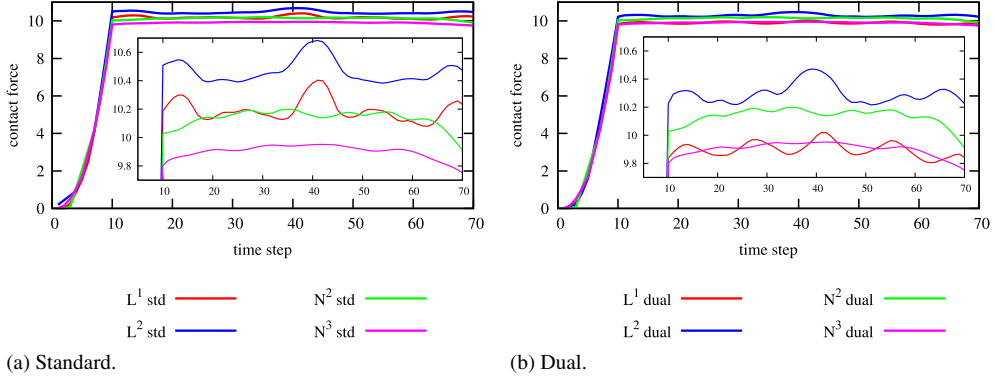 contact force
10
8
6
4
2
0
10.6
10.4
10.2
10
9.8
10 20 30 40 50 60 70
0 10 20 30 40 50 60 70
time step
L¹ std
N² std
L² std
N³ std
(a) Standard.
contact force
10
8
6
4
2
0
10.6
10.4
10.2
10
9.8
10 20 30 40 50 60 70
0 10 20 30 40 50 60 70
time step
L¹ dual
N² dual
L² dual
N³ dual
(b) Dual.